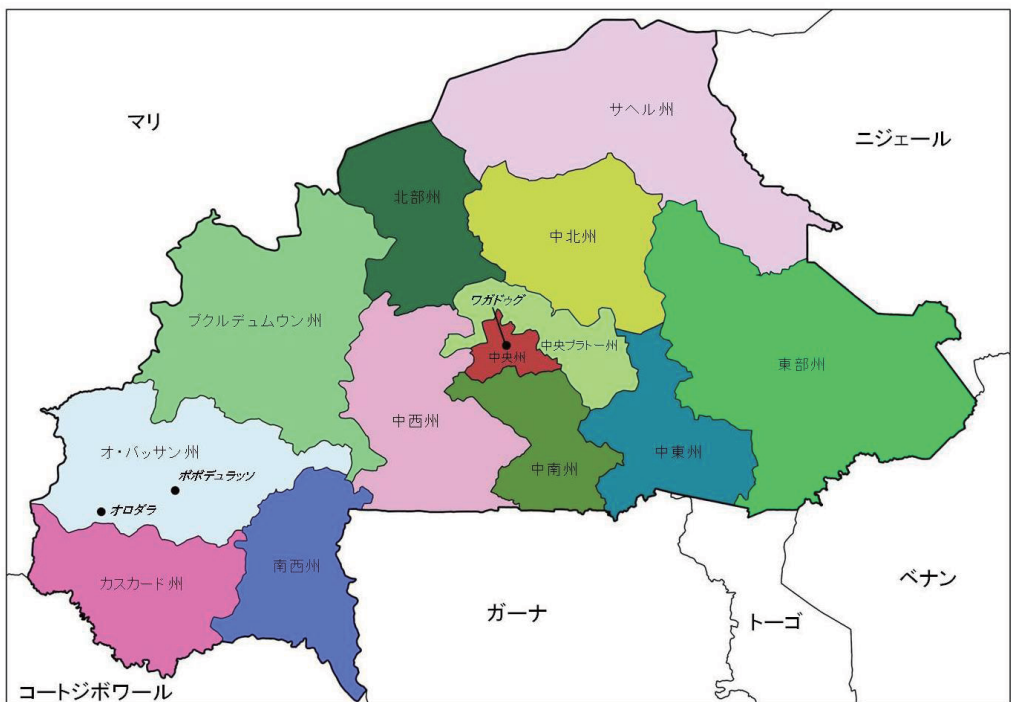 サヘル州
マリ
ニジェール
北部州
中北州
ワガドゥグ
ブクルデュムウン州
中央プラトー州
中央州
東部州
中西州
オ・バッサン州
中東州
中南州
ボボデュラッソ
オロダラ
南西州
カスカード州
ベナン
ガーナ
トーゴ
コートジボワール